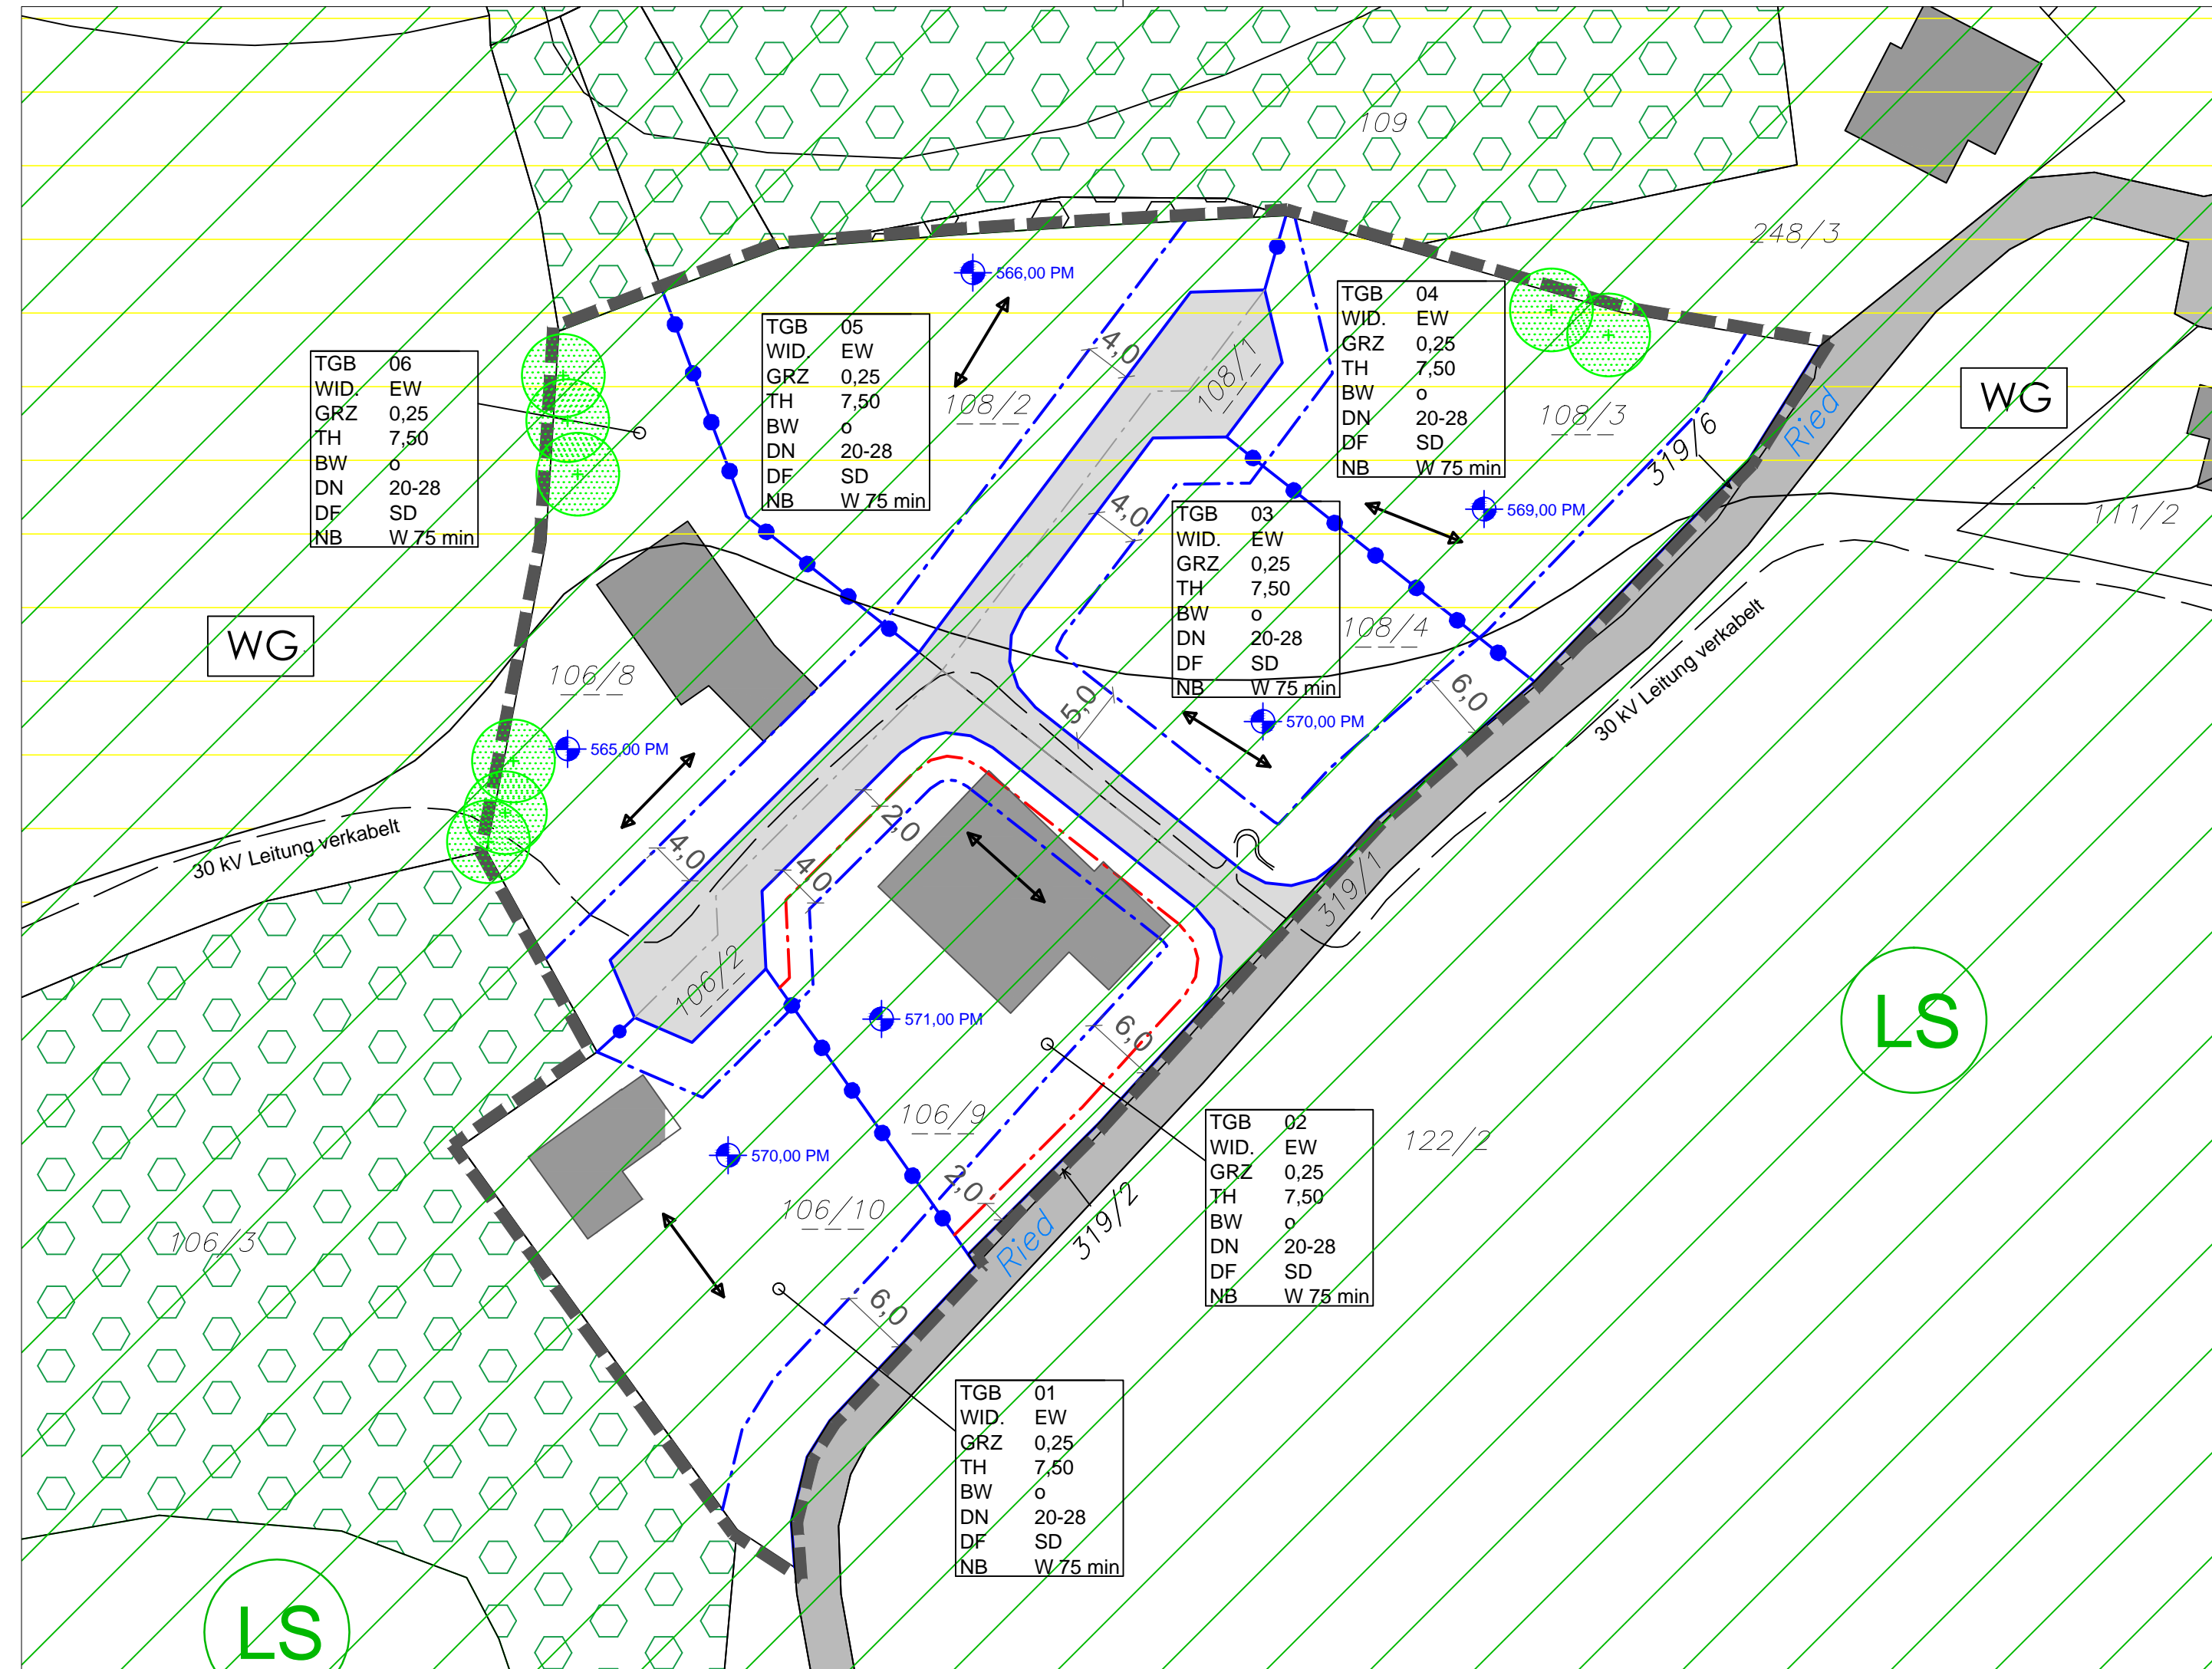 109
248/3
566,00 PM
TGB 04
WID. EW
GRZ 0,25
TH 7,50
BW o
DN 20-28
DF SD
NB W 75 min
TGB 05
WID. EW
GRZ 0,25
TH 7,50
BW o
DN 20-28
DF SD
NB W 75 min
TGB 06
WID. EW
GRZ 0,25
TH 7,50
BW o
DN 20-28
DF SD
NB W 75 min
4,0
108/1
108/2
108/3
WG
Ried
319/6
569,00 PM
111/2
4,0
TGB 03
WID. EW
GRZ 0,25
TH 7,50
BW o
DN 20-28
DF SD
NB W 75 min
108/4
WG
106/8
5,0
6,0
570,00 PM
30 kV Leitung verkabelt
565,00 PM
2,0
30 kV Leitung verkabelt
4,0
4,0
319/1
106/2
571,00 PM
LS
6,0
106/9
570,00 PM
TGB 02
WID. EW
GRZ 0,25
TH 7,50
BW o
DN 20-28
DF SD
NB W 75 min
122/2
2,0
106/10
319/2
106/3
Ried
6,0
TGB 01
WID. EW
GRZ 0,25
TH 7,50
BW o
DN 20-28
DF SD
NB W 75 min
LS